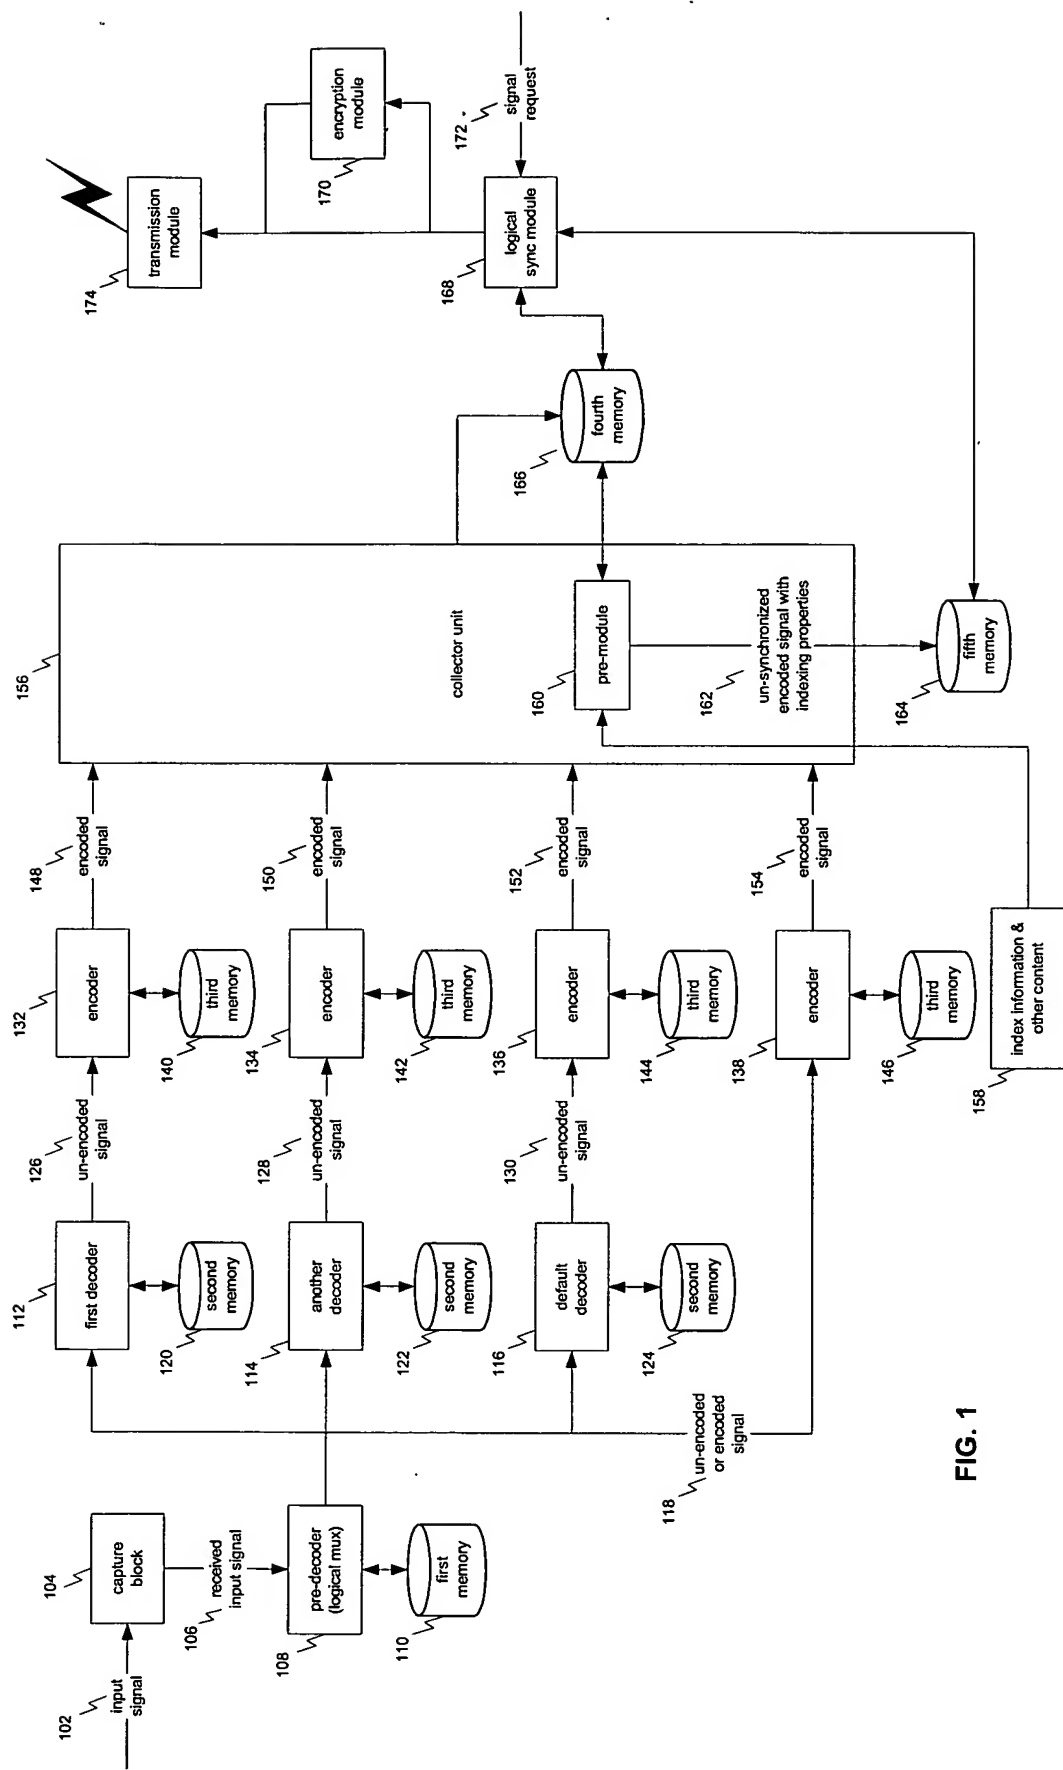 102
input
signal
104
capture
block
106
received
input signal
108
pre-decoder
(logical mux)
110
first
memory
112
first decoder
120
second
memory
114
another
decoder
122
second
memory
116
default
decoder
124
second
memory
118
un-encoded
or encoded
signal
126
un-encoded
signal
128
un-encoded
signal
130
un-encoded
signal
132
encoder
140
third
memory
134
encoder
142
third
memory
136
encoder
144
third
memory
138
encoder
146
third
memory
148
encoded
signal
150
encoded
signal
152
encoded
signal
154
encoded
signal
158
index information &
other content
156
collector unit
160
pre-module
162
un-synchronized
encoded signal with
indexing properties
164
fifth
memory
166
fourth
memory
168
logical
sync module
170
encryption
module
172
signal
request
174
transmission
module
FIG. 1